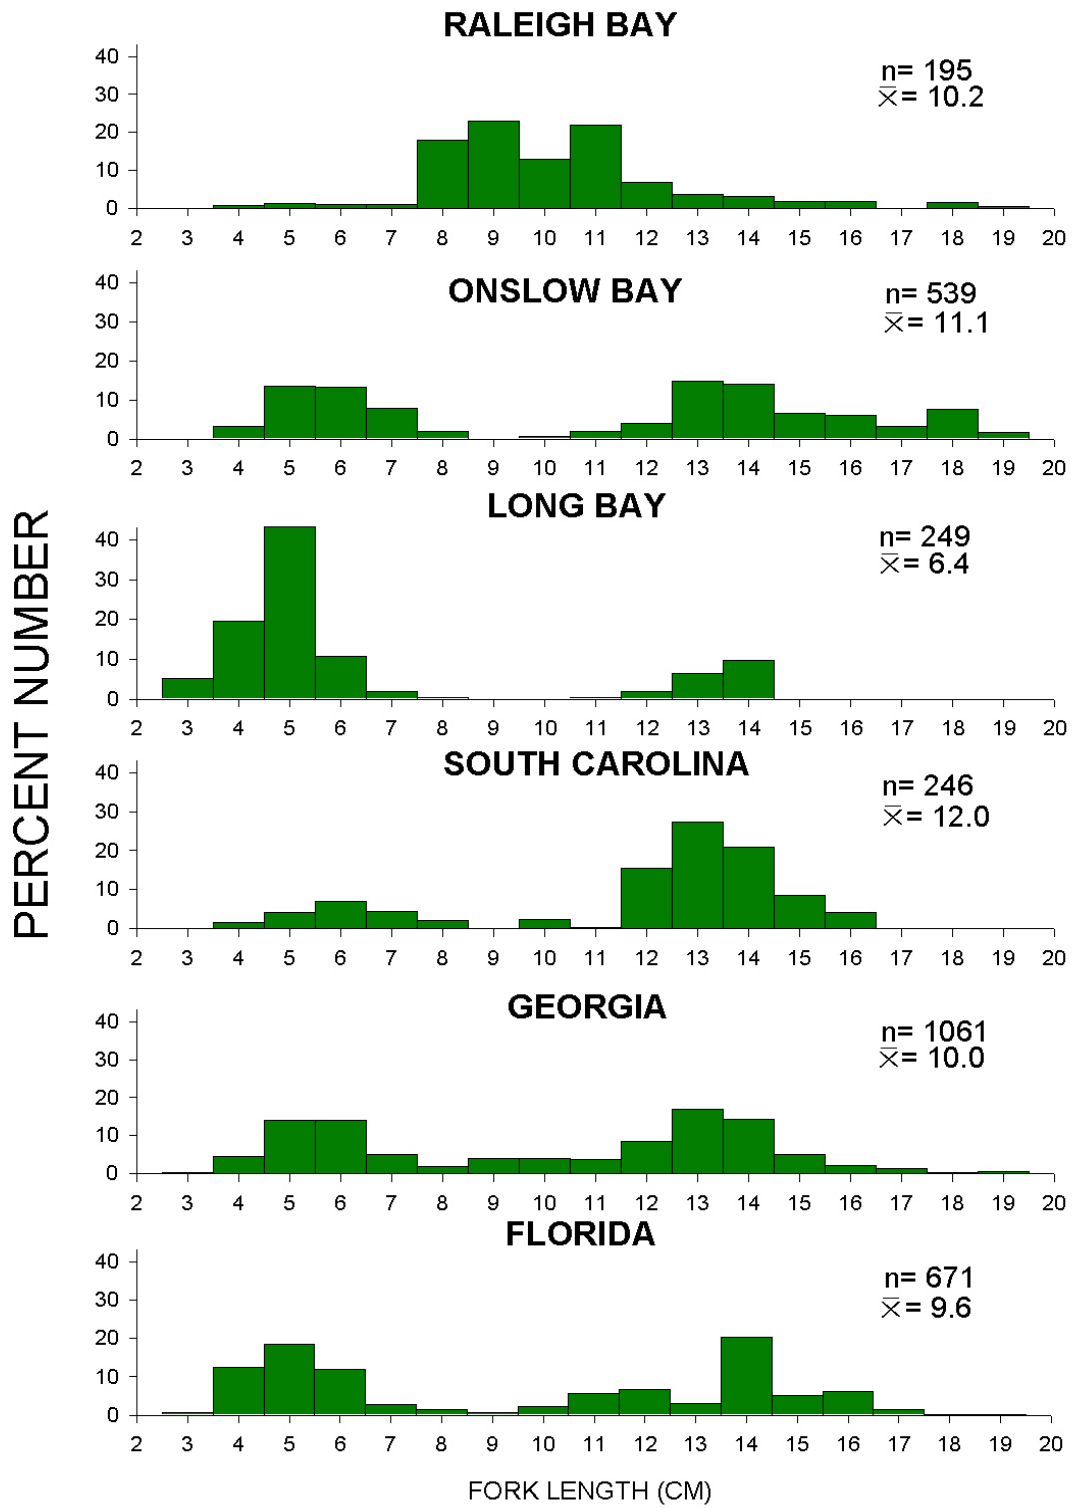 RALEIGH BAY
n= 195
x̅= 10.2
40
30
20
10
0
2 3 4 5 6 7 8 9 10 11 12 13 14 15 16 17 18 19 20
ONSLOW BAY
n= 539
x̅= 11.1
40
30
20
10
0
2 3 4 5 6 7 8 9 10 11 12 13 14 15 16 17 18 19 20
LONG BAY
n= 249
x̅= 6.4
40
30
20
10
0
2 3 4 5 6 7 8 9 10 11 12 13 14 15 16 17 18 19 20
PERCENT NUMBER
SOUTH CAROLINA
n= 246
x̅= 12.0
40
30
20
10
0
2 3 4 5 6 7 8 9 10 11 12 13 14 15 16 17 18 19 20
GEORGIA
n= 1061
x̅= 10.0
40
30
20
10
0
2 3 4 5 6 7 8 9 10 11 12 13 14 15 16 17 18 19 20
FLORIDA
n= 671
x̅= 9.6
40
30
20
10
0
2 3 4 5 6 7 8 9 10 11 12 13 14 15 16 17 18 19 20
FORK LENGTH (CM)